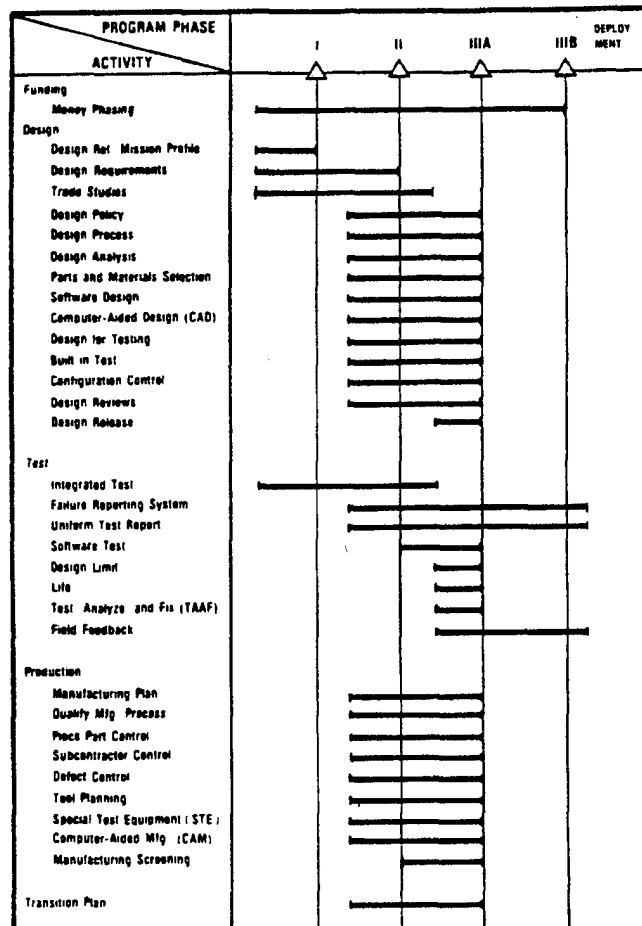 PROGRAM PHASE
ACTIVITY
I
II
IIIA
IIIB
DEPLOY
MENT
Funding
Money Phasing
Design
Design Ref Mission Profile
Design Requirements
Trade Studies
Design Policy
Design Process
Design Analysis
Parts and Materials Selection
Software Design
Computer-Aided Design (CAD)
Design for Testing
Built in Test
Configuration Control
Design Reviews
Design Release
Test
Integrated Test
Failure Reporting System
Uniform Test Report
Software Test
Design Limit
Life
Test Analyze and Fix (TAAF)
Field Feedback
Production
Manufacturing Plan
Qualify Mfg Process
Piece Part Control
Subcontractor Control
Defect Control
Tool Planning
Special Test Equipment (STE)
Computer-Aided Mfg (CAM)
Manufacturing Screening
Transition Plan